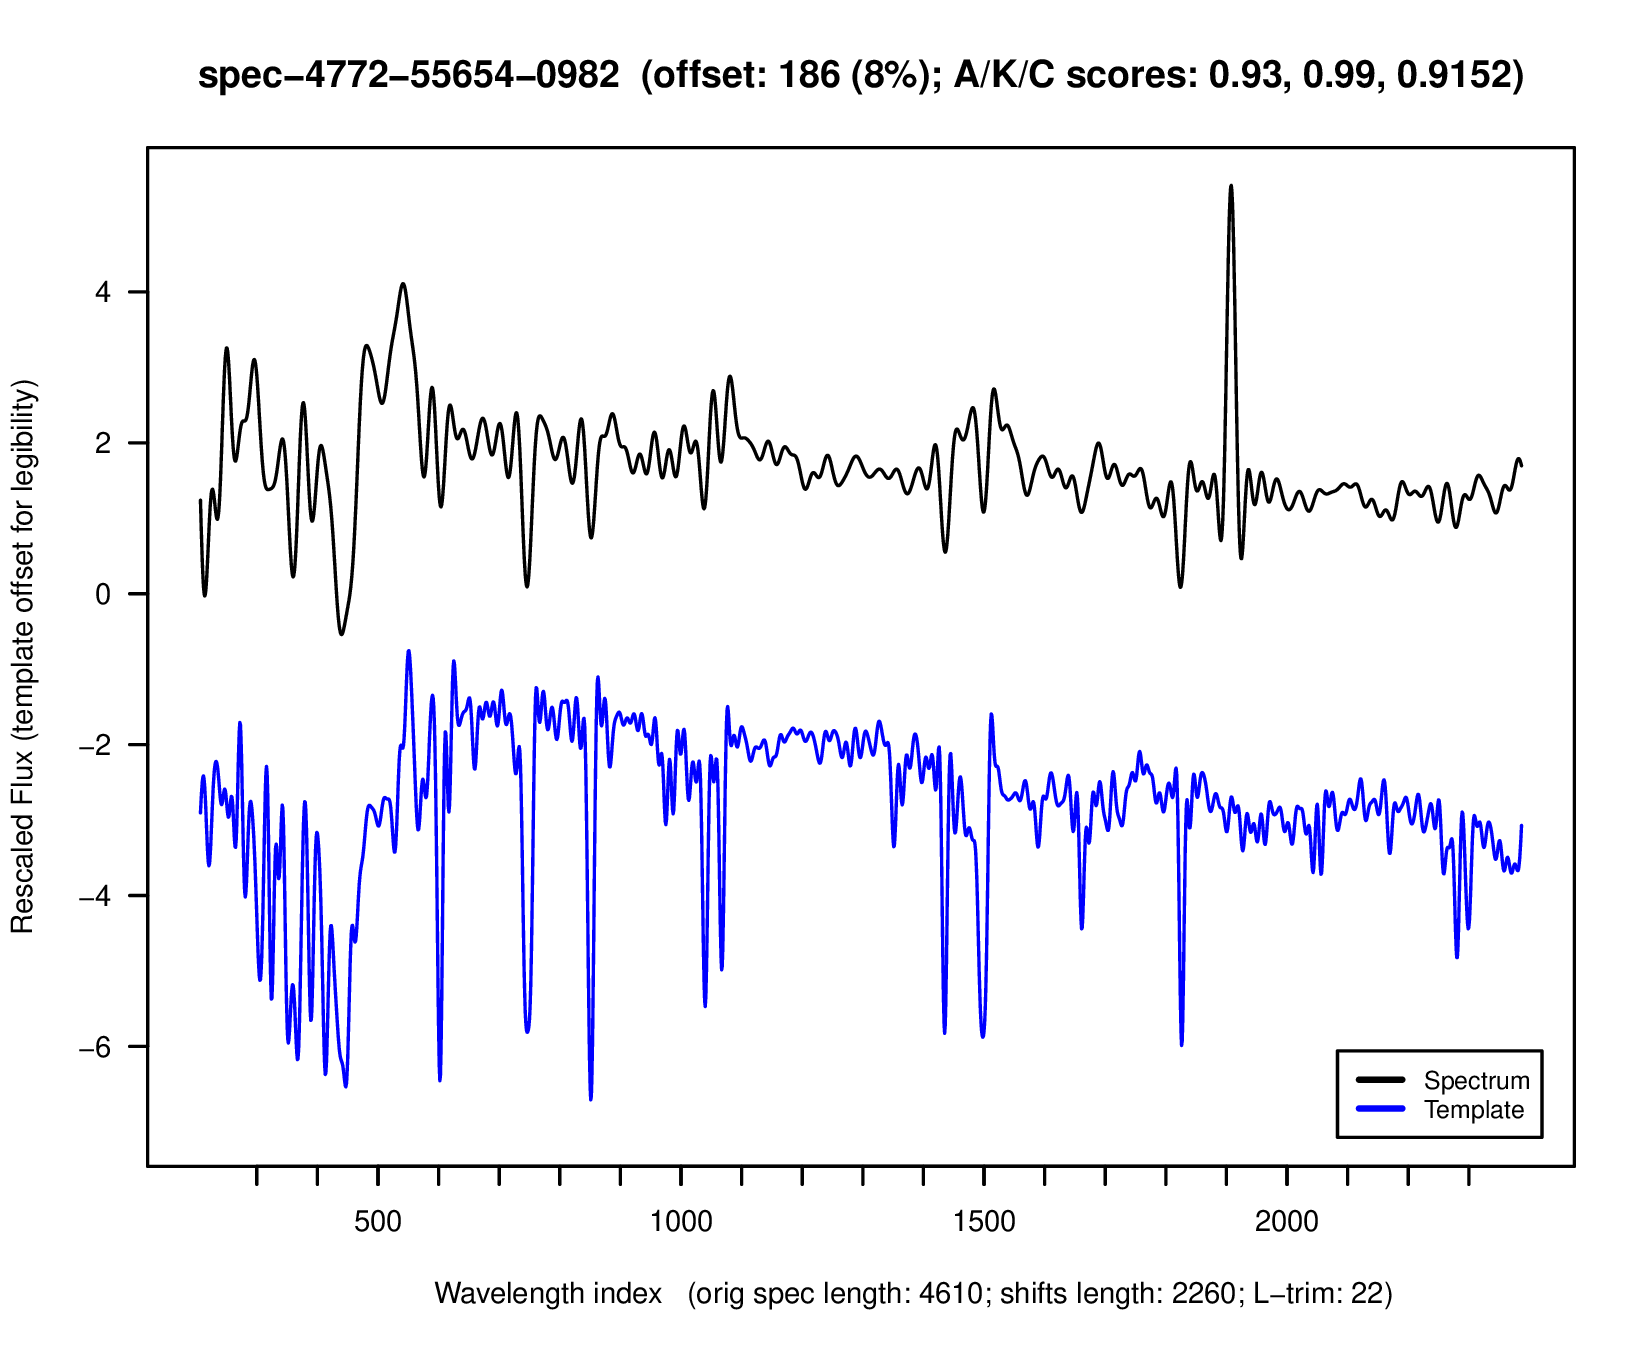 spec−4772−55654−0982  (offset: 186 (8%); A/K/C scores: 0.93, 0.99, 0.9152)
Rescaled Flux (template offset for legibility)
4
2
0
−2
−4
−6
Spectrum
Template
500
1000
1500
2000
Wavelength index   (orig spec length: 4610; shifts length: 2260; L−trim: 22)